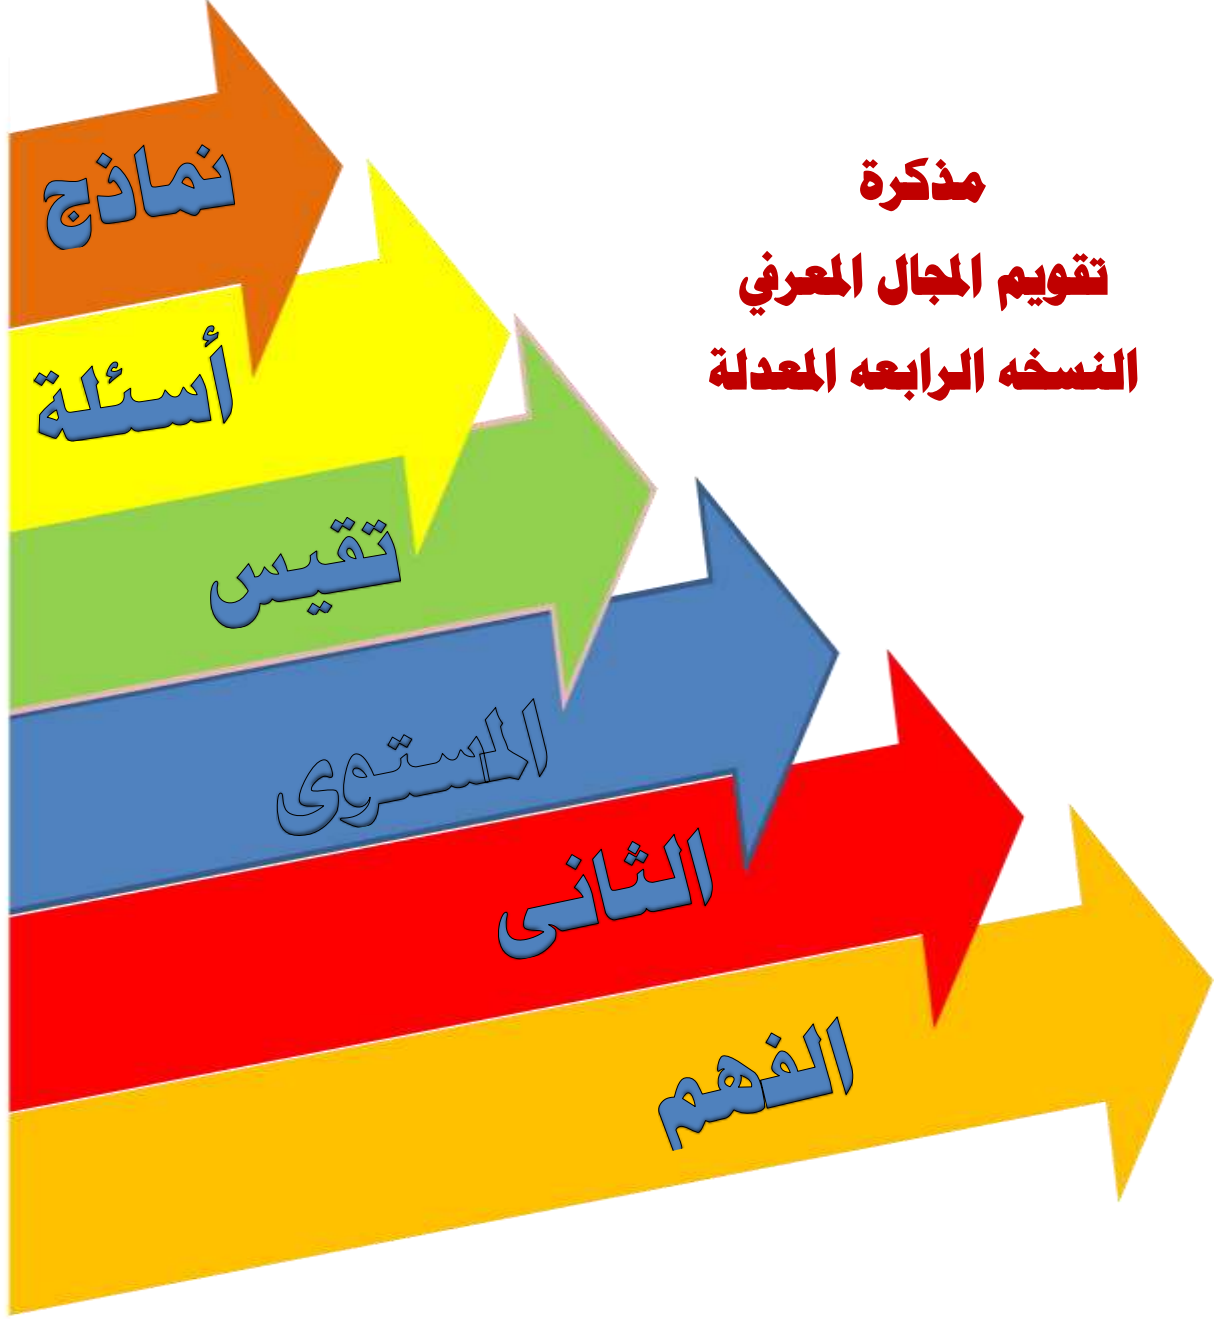 مذكرة
تقويم المجال المعرفي
النسخه الرابعه المعدلة
نماذج
أسئلة
تقيس
المستوى
الثانى
الفهم